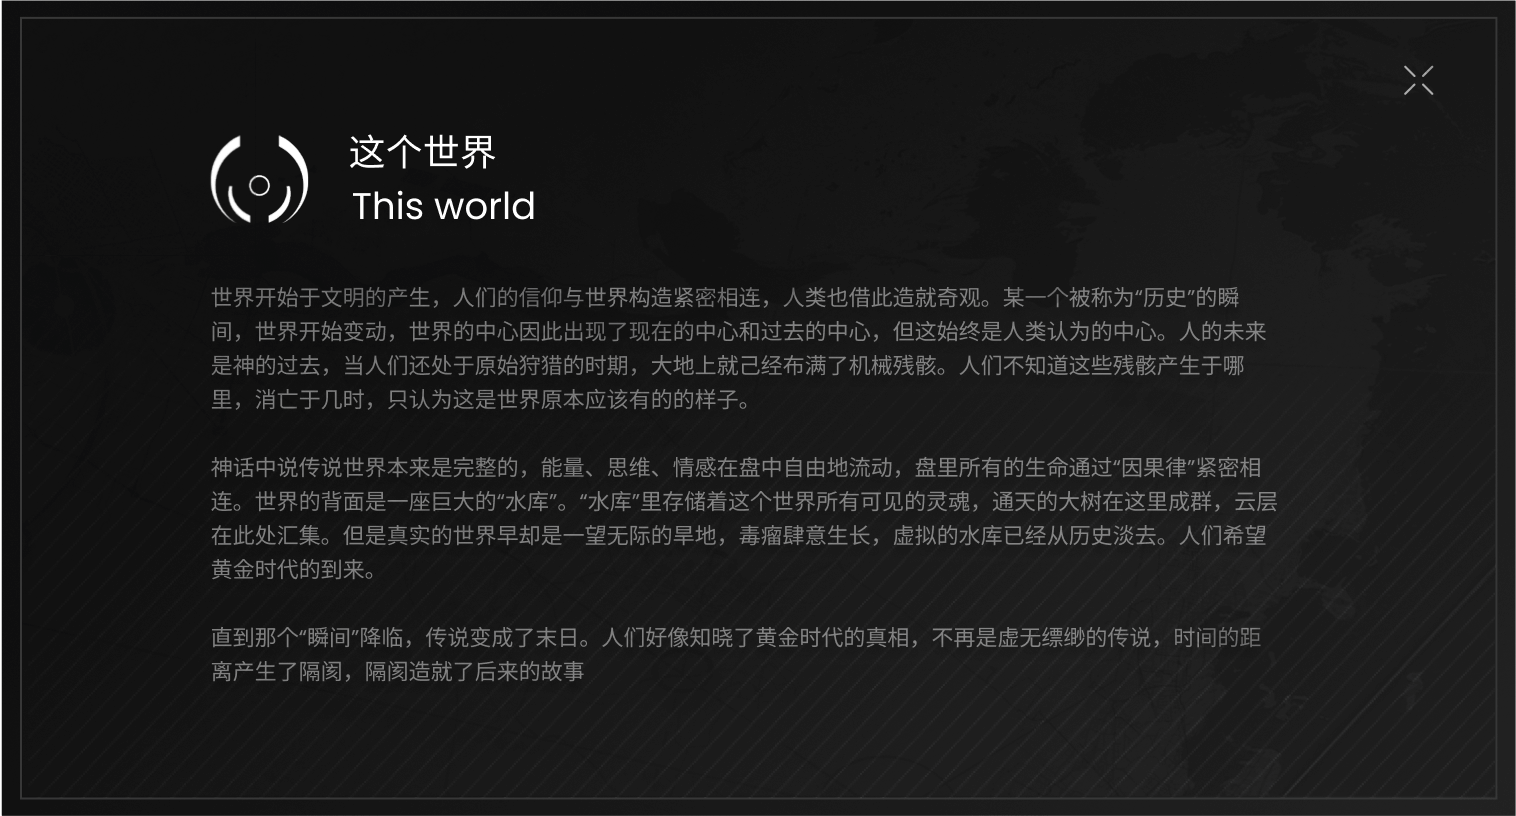 这个世界
This world
世界开始于文明的产生，人们的信仰与世界构造紧密相连，人类也借此造就奇观。某一个被称为“历史”的瞬
间，世界开始变动，世界的中心因此出现了现在的中心和过去的中心，但这始终是人类认为的中心。人的未来
是神的过去，当人们还处于原始狩猎的时期，大地上就己经布满了机械残骸。人们不知道这些残骸产生于哪
里，消亡于几时，只认为这是世界原本应该有的的样子。
神话中说传说世界本来是完整的，能量、思维、情感在盘中自由地流动，盘里所有的生命通过“因果律”紧密相
连。世界的背面是一座巨大的“水库”。“水库”里存储着这个世界所有可见的灵魂，通天的大树在这里成群，云层
在此处汇集。但是真实的世界早却是一望无际的旱地，毒瘤肆意生长，虚拟的水库已经从历史淡去。人们希望
黄金时代的到来。
直到那个“瞬间”降临，传说变成了末日。人们好像知晓了黄金时代的真相，不再是虚无缥缈的传说，时间的距
离产生了隔阂，隔阂造就了后来的故事